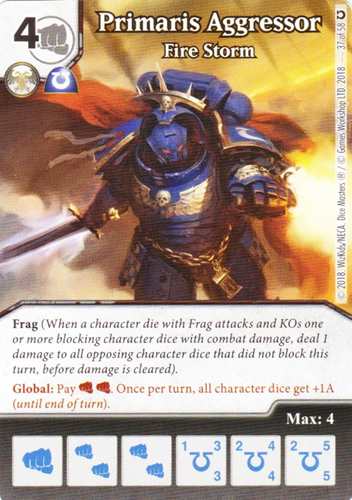 4
Primaris Aggressor
Fire Storm
© 2018 WizKids/NECA. Dice Masters ® / © Games Workshop LTD. 2018 37 of 58
Frag (When a character die with Frag attacks and KOs one
or more blocking character dice with combat damage, deal 1
damage to all opposing character dice that did not block this
turn, before damage is cleared).
Global: Pay . Once per turn, all character dice get +1A
(until end of turn).
Max: 4
1 3 3
2 4 4
2 5 5